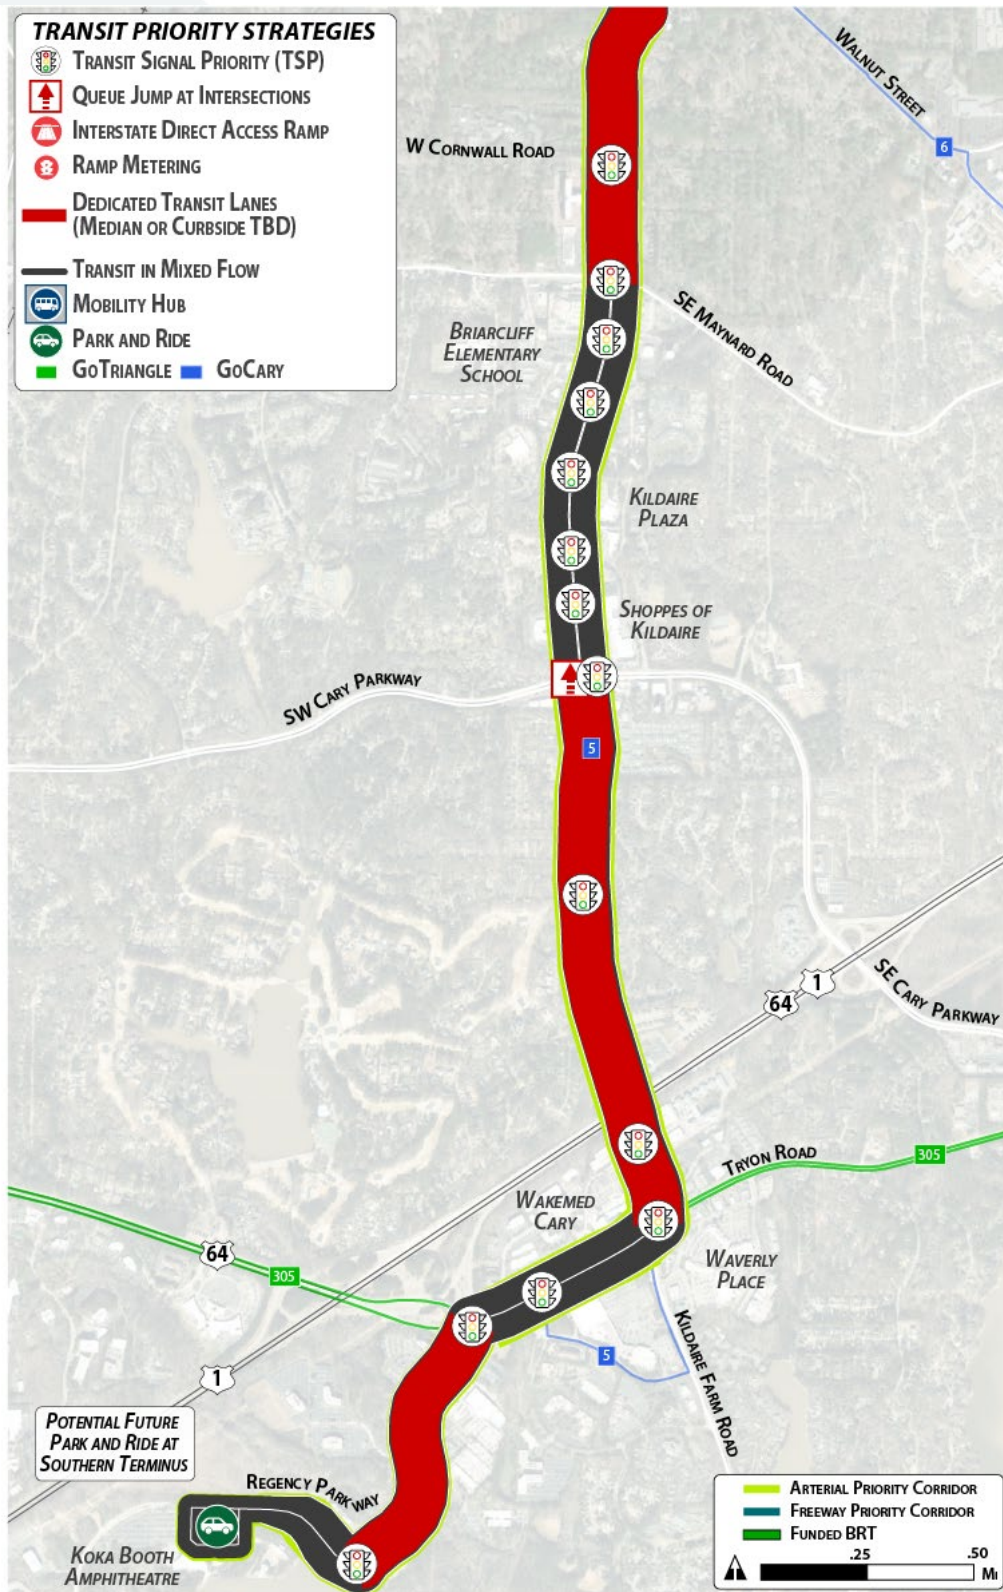 Transit Priority Strategies
Transit Signal Priority (TSP)
Queue Jump at Intersections
Interstate Direct Access Ramp
Ramp Metering
Dedicated Transit Lanes
(Median or Curbside TBD)
Transit in Mixed Flow
Mobility Hub
Park and Ride
GoTriangle GoCary
Walnut Street
6
W Cornwall Road
SE Maynard Road
Briarcliff
Elementary
School
Kildaire
Plaza
Shoppes of
Kildaire
SW Cary Parkway
5
1
64
SE Cary Parkway
Tryon Road
305
WakeMed
Cary
Waverly
Place
64
305
Kildaire Farm Road
5
1
Potential Future
Park and Ride at
Southern Terminus
Regency Parkway
Koka Booth
Amphitheatre
Arterial Priority Corridor
Freeway Priority Corridor
Funded BRT
.25 .50
Mi